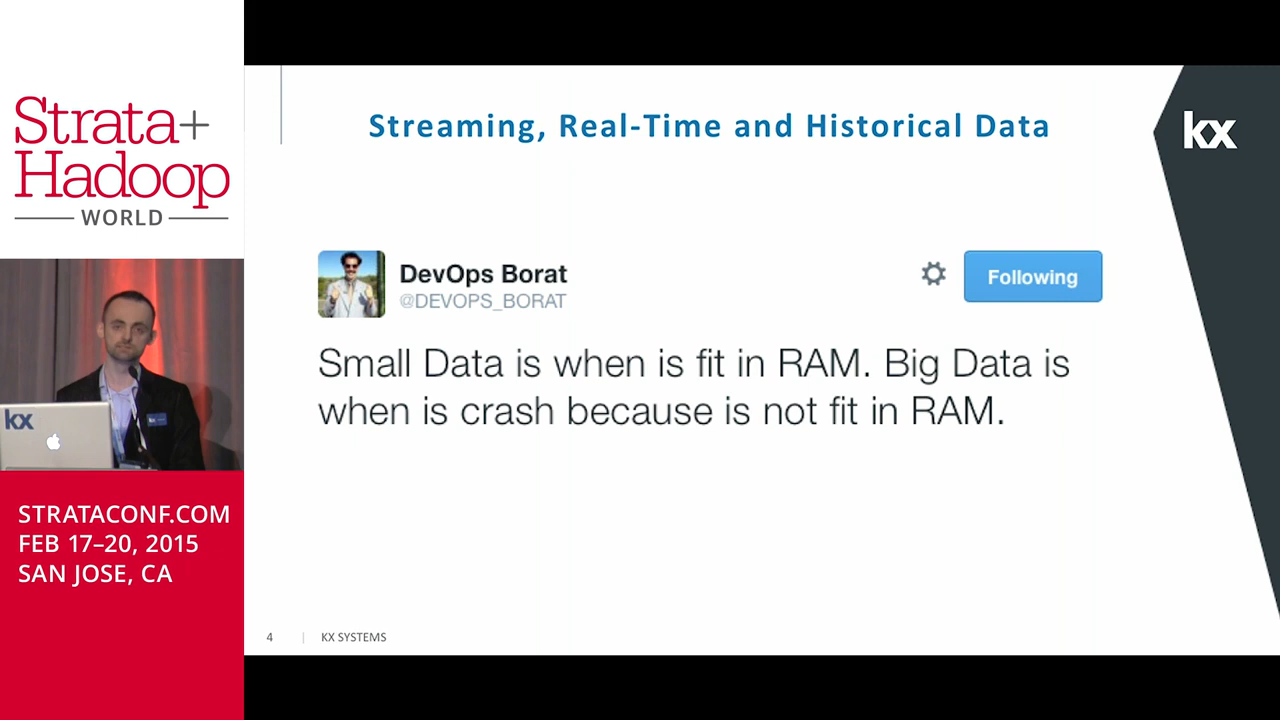 Strata+
Hadoop
WORLD
kx
STRATACONF.COM
FEB 17–20, 2015
SAN JOSE, CA
Streaming, Real-Time and Historical Data
kx
DevOps Borat
@DEVOPS_BORAT
Following
Small Data is when is fit in RAM. Big Data is
when is crash because is not fit in RAM.
4 | KX SYSTEMS